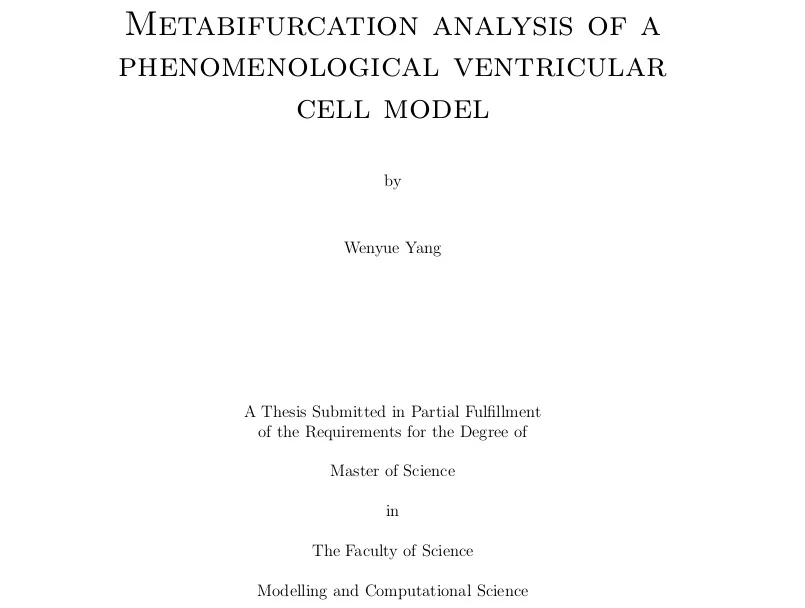 Metabifurcation analysis of a
phenomenological ventricular
cell model
by
Wenyue Yang
A Thesis Submitted in Partial Fulfillment
of the Requirements for the Degree of
Master of Science
in
The Faculty of Science
Modelling and Computational Science